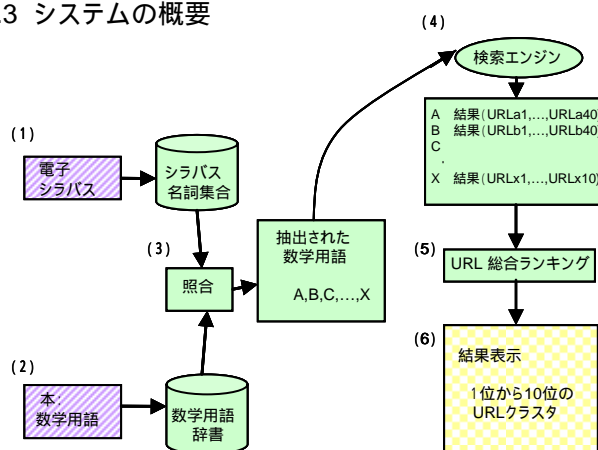 .3 システムの概要
(1)
電子
シラバス
シラバス
名詞集合
(2)
本:
数学用語
数学用語
辞書
(3)
照合
抽出された
数学用語
A,B,C,…,X
(4)
検索エンジン
A 結果(URLa1,…,URLa40)
B 結果(URLb1,…,URLb40)
C
.
X 結果(URLx1,…,URLx10)
(5)
URL 総合ランキング
(6)
結果表示
1位から10位の
URLクラスタ